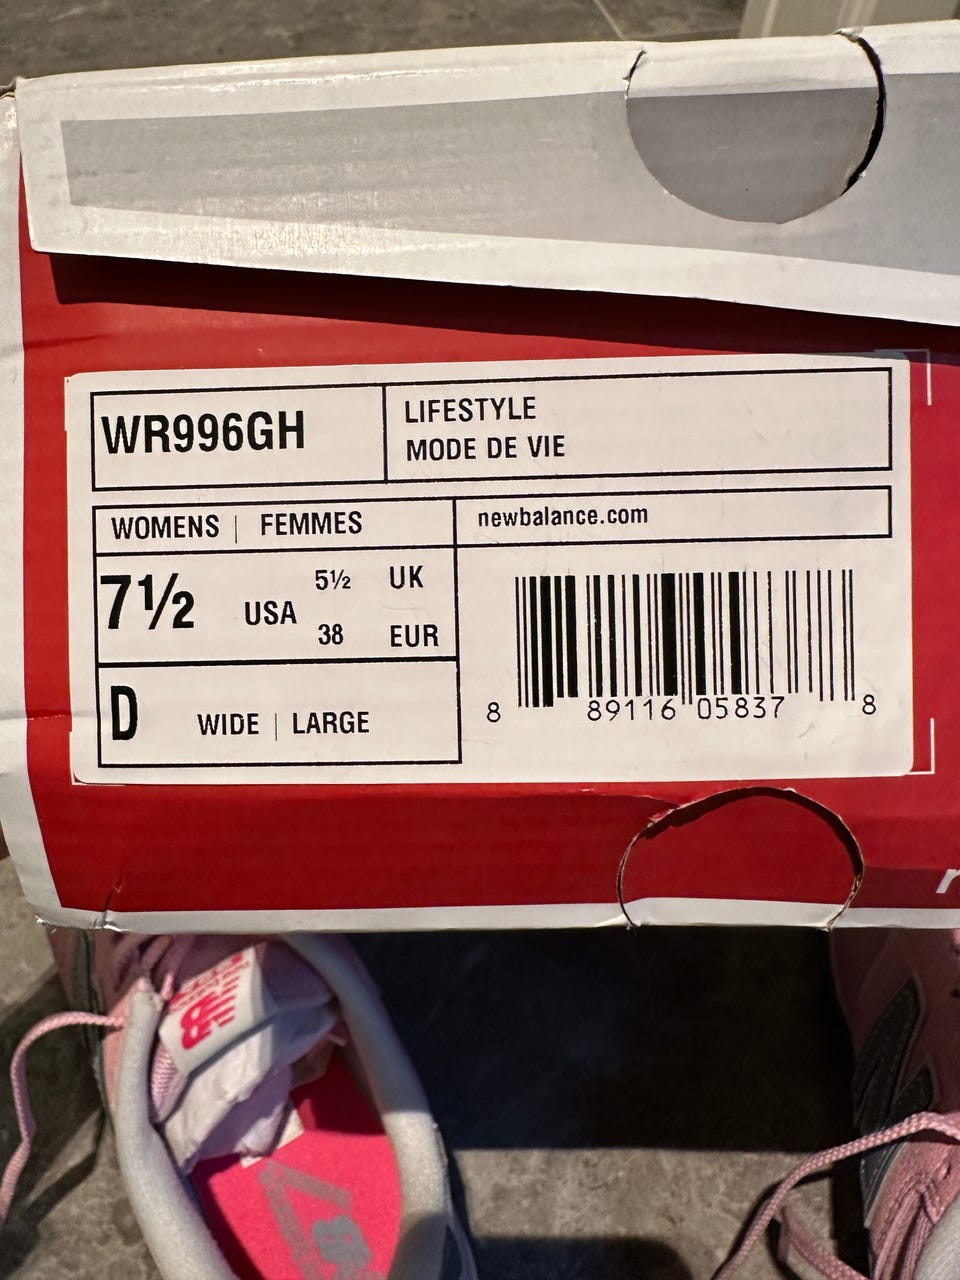 WR996GH
LIFESTYLE
MODE DE VIE
WOMENS | FEMMES
newbalance.com
7½ USA 5½ UK
38 EUR
D WIDE | LARGE
8 89116 05837 8